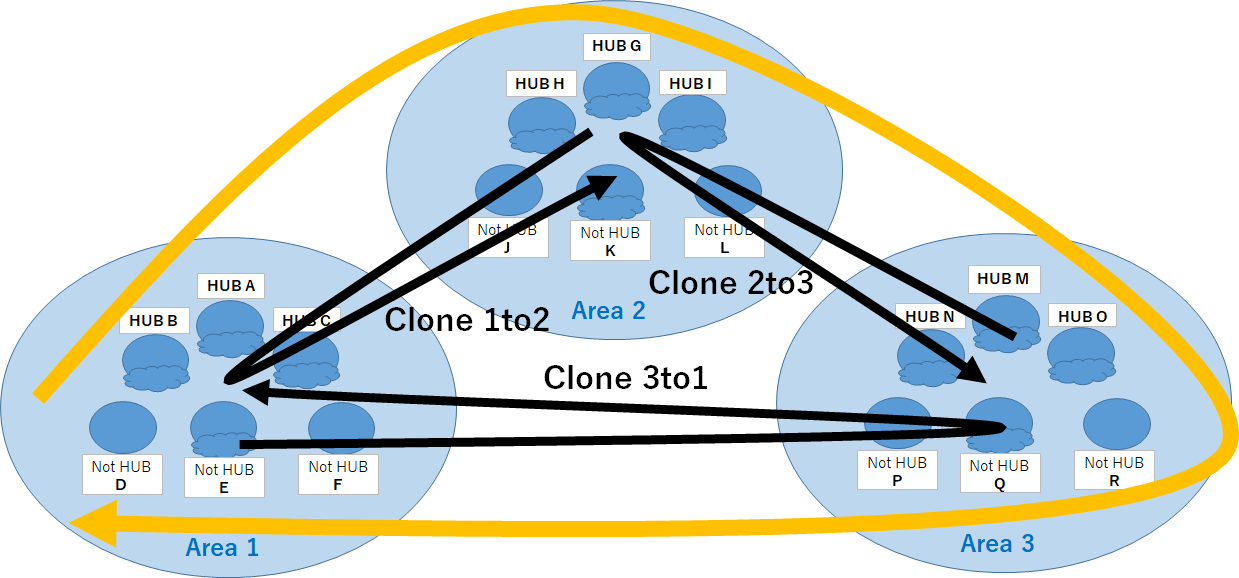 HUB G
HUB H
HUB I
Not HUB
J
Not HUB
K
Not HUB
L
Area 2
Clone 1to2
Clone 2to3
Clone 3to1
HUB A
HUB B
HUB C
Not HUB
D
Not HUB
E
Not HUB
F
Area 1
HUB M
HUB N
HUB O
Not HUB
P
Not HUB
Q
Not HUB
R
Area 3